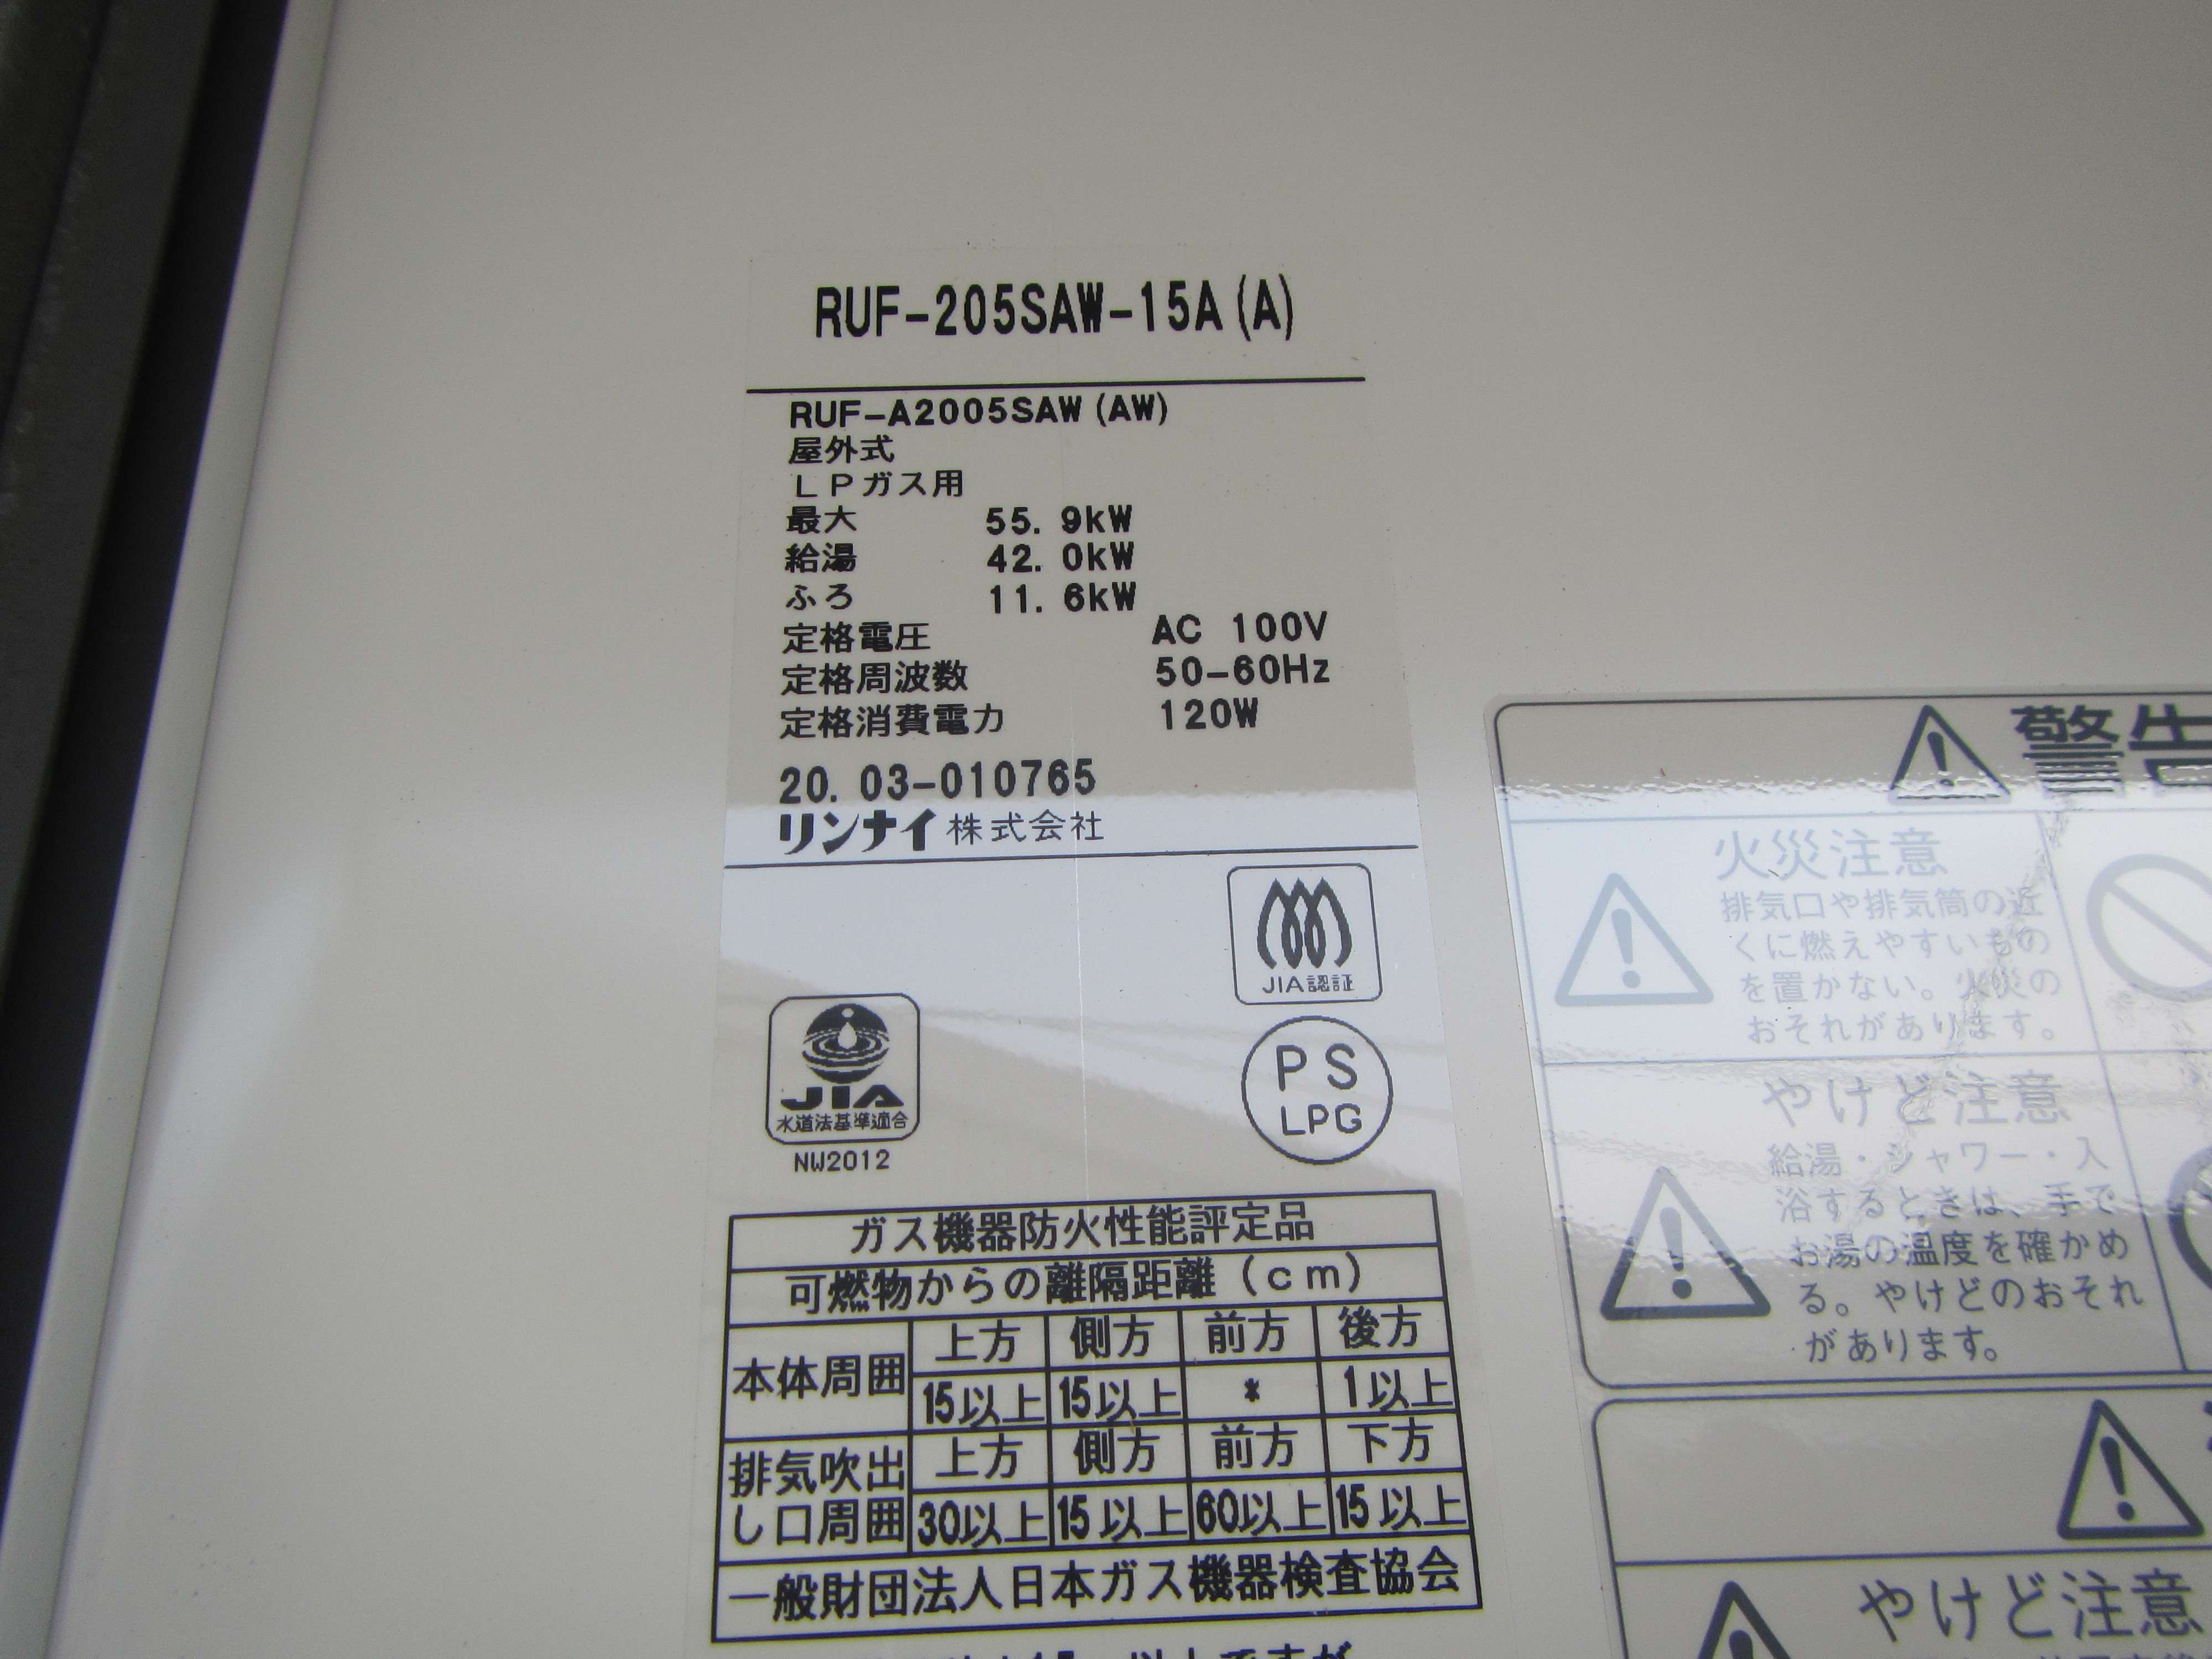 RUF-205SAW-15A(A)
RUF-A2005SAW(AW)
屋外式
LPガス用
最大 55.9kW
給湯 42.0kW
ふろ 11.6kW
定格電圧 AC 100V
定格周波数 50-60Hz
定格消費電力 120W
20.03-010765
リンナイ株式会社
JIA認証
JIA
水道法基準適合
NW2012
PS
LPG
ガス機器防火性能評定品
可燃物からの離隔距離(cm)
本体周囲 上方 側方 前方 後方
15以上 15以上 * 1以上
排気吹出 上方 側方 前方 下方
し口周囲 30以上 15以上 60以上 15以上
一般財団法人日本ガス機器検査協会
警告
火災注意
排気口や排気筒の近
くに燃えやすいもの
を置かない。火災の
おそれがあります。
やけど注意
給湯・シャワー・入
浴するときは、手で
お湯の温度を確かめ
る。やけどのおそれ
があります。
やけど注意